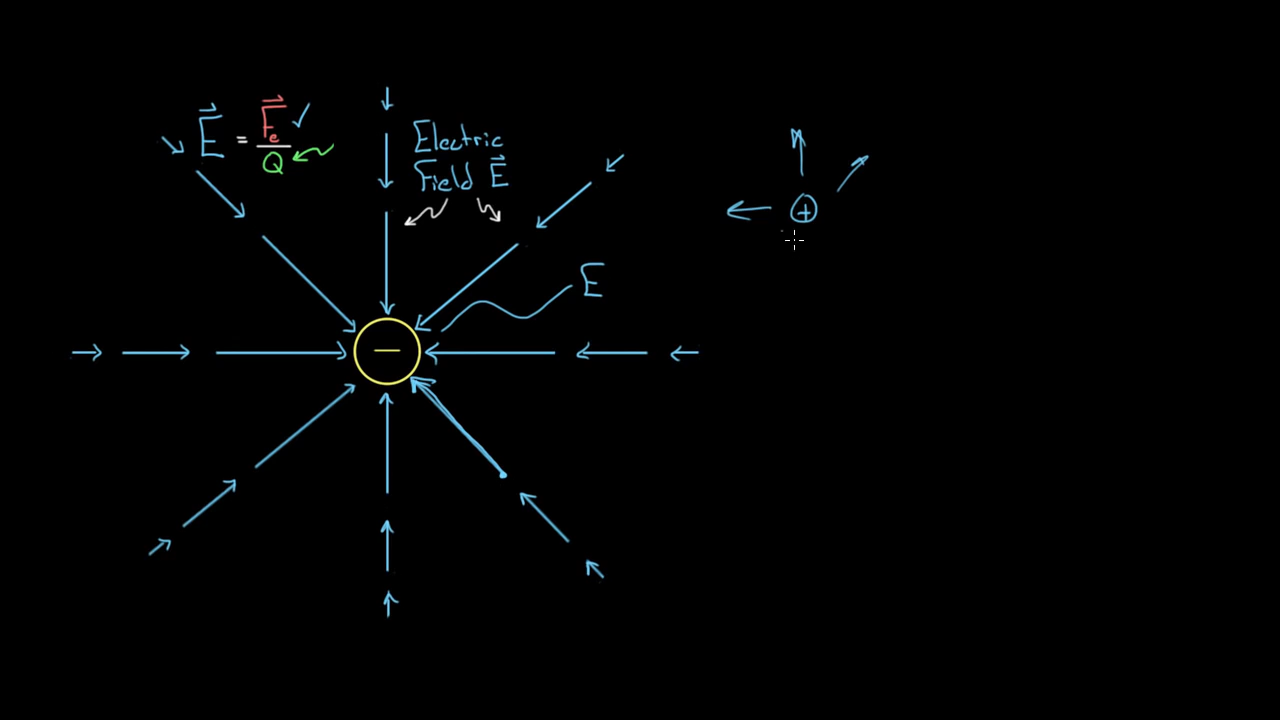 E = Fe/Q
Electric
Field E
E
−
+